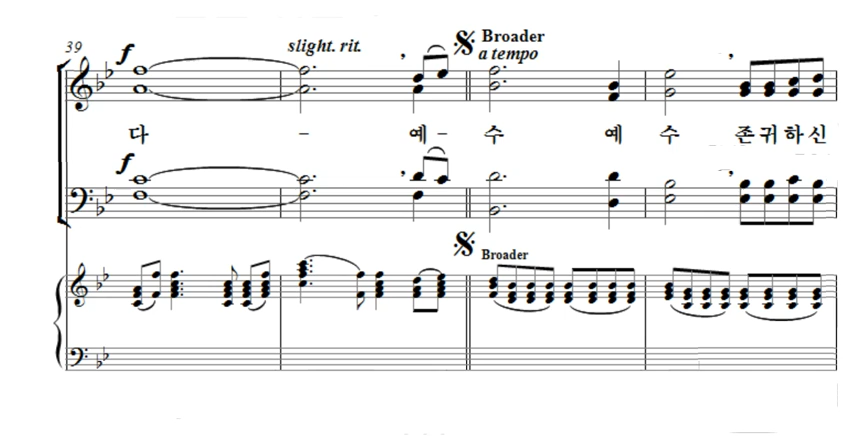 39
f
slight. rit.
Broader
a tempo
다 - 예 - 수 예 수 존귀하신
f
Broader